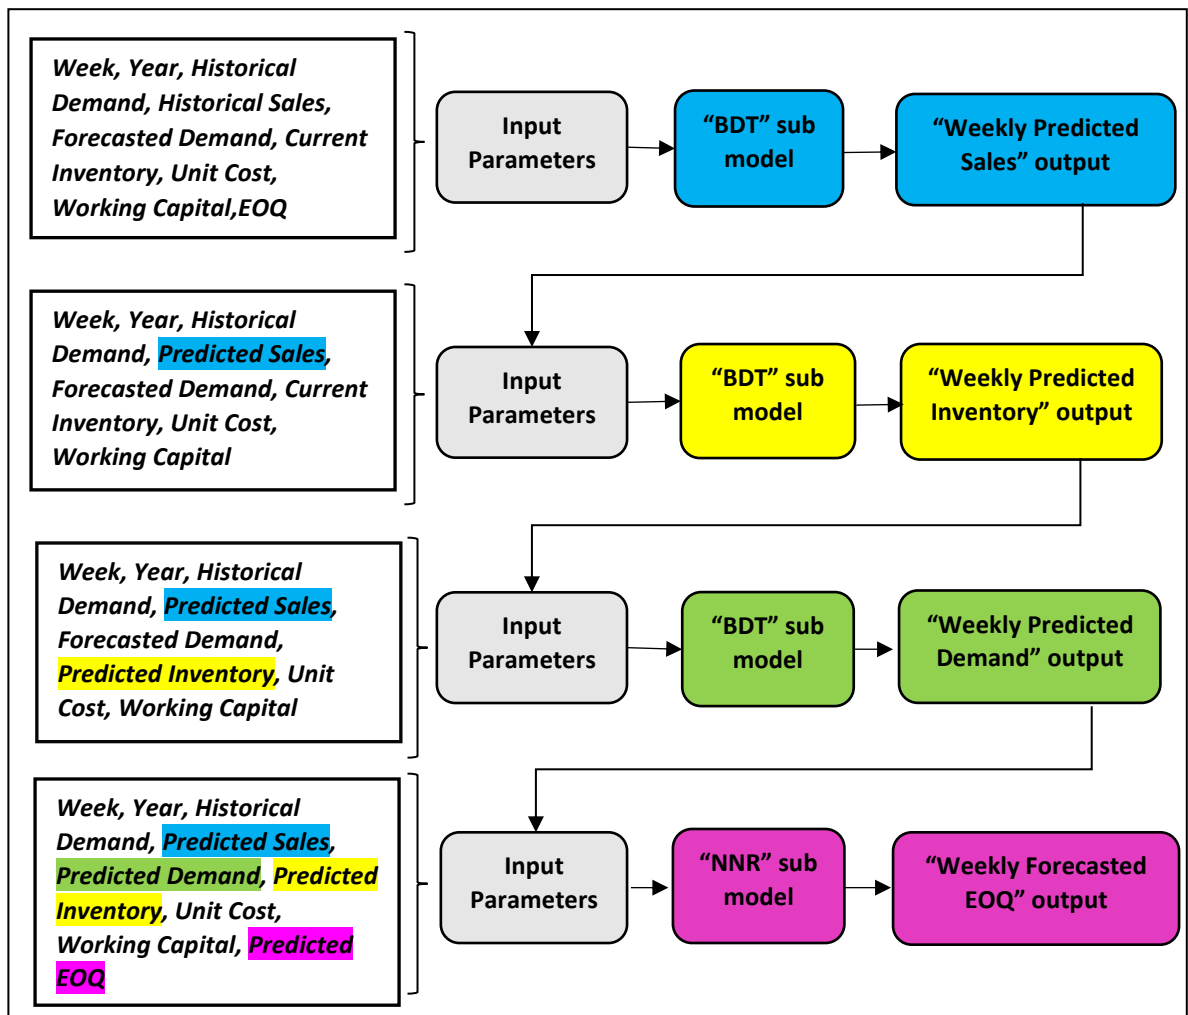 Week, Year, Historical
Demand, Historical Sales,
Forecasted Demand, Current
Inventory, Unit Cost,
Working Capital,EOQ
Input
Parameters
“BDT” sub
model
“Weekly Predicted
Sales” output
Week, Year, Historical
Demand, Predicted Sales,
Forecasted Demand, Current
Inventory, Unit Cost,
Working Capital
Input
Parameters
“BDT” sub
model
“Weekly Predicted
Inventory” output
Week, Year, Historical
Demand, Predicted Sales,
Forecasted Demand,
Predicted Inventory, Unit
Cost, Working Capital
Input
Parameters
“BDT” sub
model
“Weekly Predicted
Demand” output
Week, Year, Historical
Demand, Predicted Sales,
Predicted Demand, Predicted
Inventory, Unit Cost,
Working Capital, Predicted
EOQ
Input
Parameters
“NNR” sub
model
“Weekly Forecasted
EOQ” output